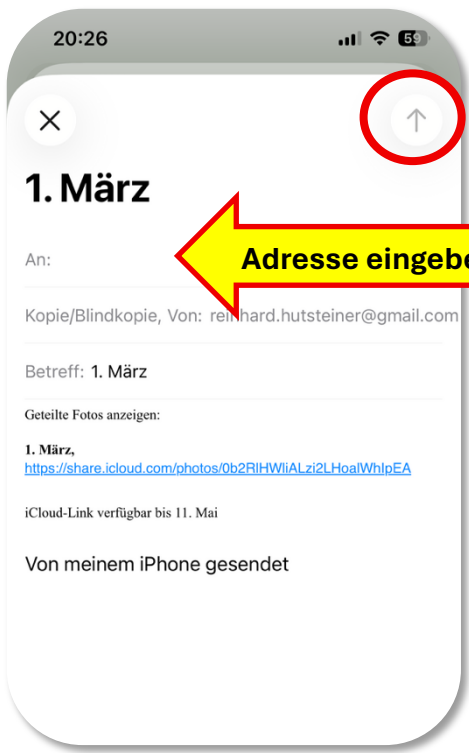 20:26
59
1. März
An:
Adresse eingebe
Kopie/Blindkopie, Von: reinhard.hutsteiner@gmail.com
Betreff: 1. März
Geteilte Fotos anzeigen:
1. März,
https://share.icloud.com/photos/0b2RlHWliALzi2LHoalWhIpEA
iCloud-Link verfügbar bis 11. Mai
Von meinem iPhone gesendet